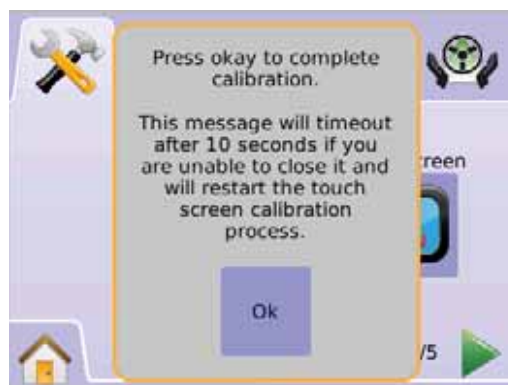 Press okay to complete
calibration.
This message will timeout
after 10 seconds if you
are unable to close it and
will restart the touch
screen calibration
process.
reen
Ok
/5